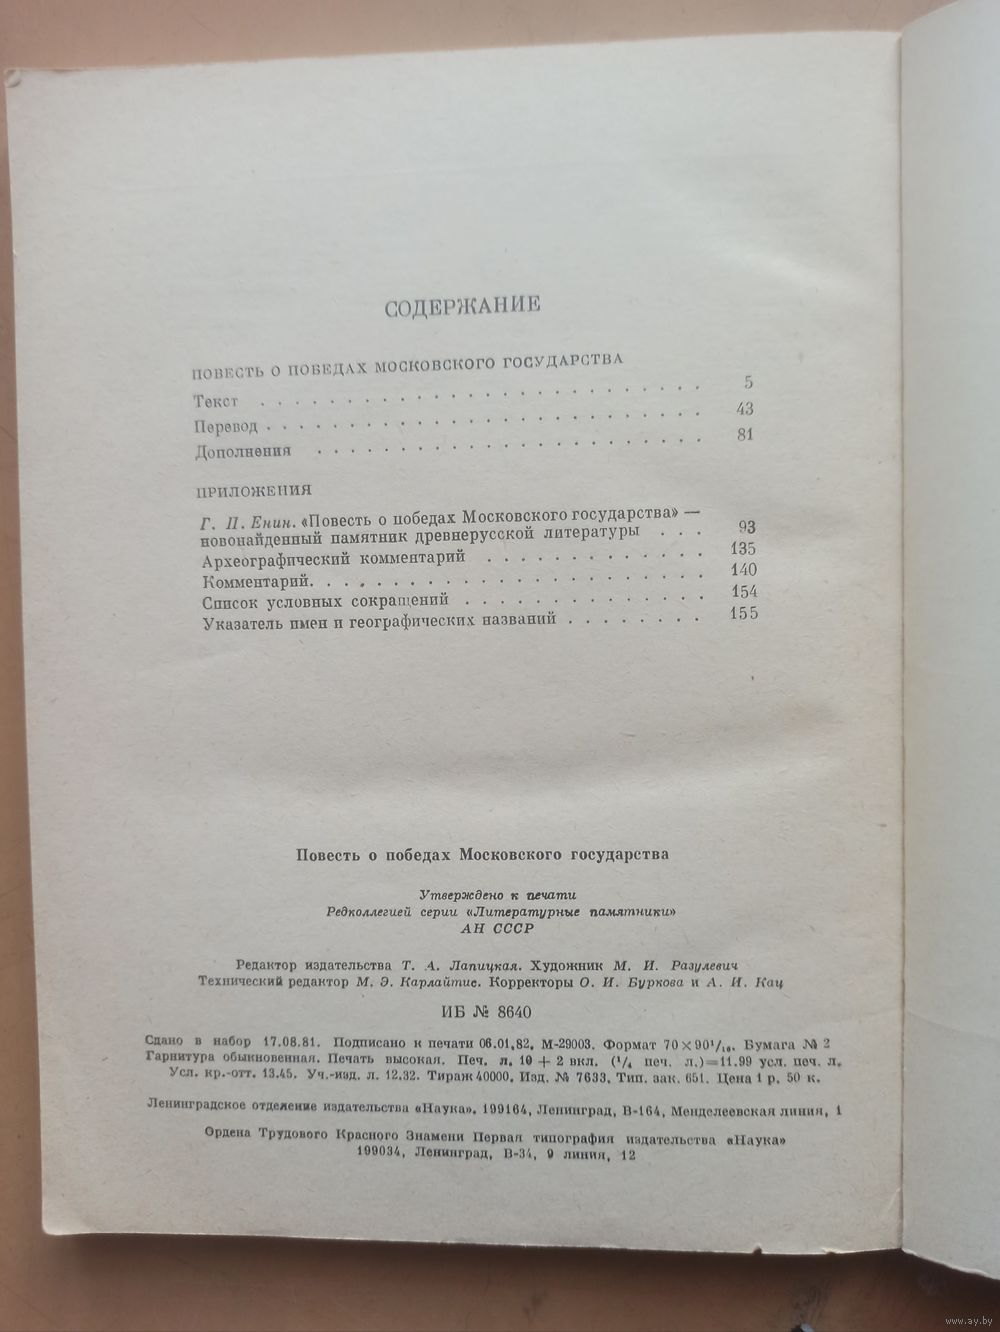 СОДЕРЖАНИЕ
ПОВЕСТЬ О ПОБЕДАХ МОСКОВСКОГО ГОСУДАРСТВА
Текст . . . . . . . . . . . . . . . . . . . . . . . . . 5
Перевод . . . . . . . . . . . . . . . . . . . . . . . . 43
Дополнения . . . . . . . . . . . . . . . . . . . . . . 81
ПРИЛОЖЕНИЯ
Г. П. Енин. «Повесть о победах Московского государства» —
новонайденный памятник древнерусской литературы . . . 93
Археографический комментарий . . . . . . . . . . . . . 135
Комментарий. . . . . . . . . . . . . . . . . . . . . . 140
Список условных сокращений . . . . . . . . . . . . . . 154
Указатель имен и географических названий . . . . . . . . 155
Повесть о победах Московского государства
Утверждено к печати
Редколлегией серии «Литературные памятники»
АН СССР
Редактор издательства Т. А. Лапицкая. Художник М. И. Разулевич
Технический редактор М. Э. Карлайтис. Корректоры О. И. Буркова и А. И. Кац
ИБ № 8640
Сдано в набор 17.08.81. Подписано к печати 06.01.82. М-29003. Формат 70×90¹/₁₆. Бумага № 2
Гарнитура обыкновенная. Печать высокая. Печ. л. 10 + 2 вкл. (¹/₄ печ. л.)=11.99 усл. печ. л.
Усл. кр.-отт. 13.45. Уч.-изд. л. 12.32. Тираж 40000. Изд. № 7633. Тип. зак. 651. Цена 1 р. 50 к.
Ленинградское отделение издательства «Наука». 199164, Ленинград, В-164, Менделеевская линия, 1
Ордена Трудового Красного Знамени Первая типография издательства «Наука»
199034, Ленинград, В-34, 9 линия, 12
www.ay.by